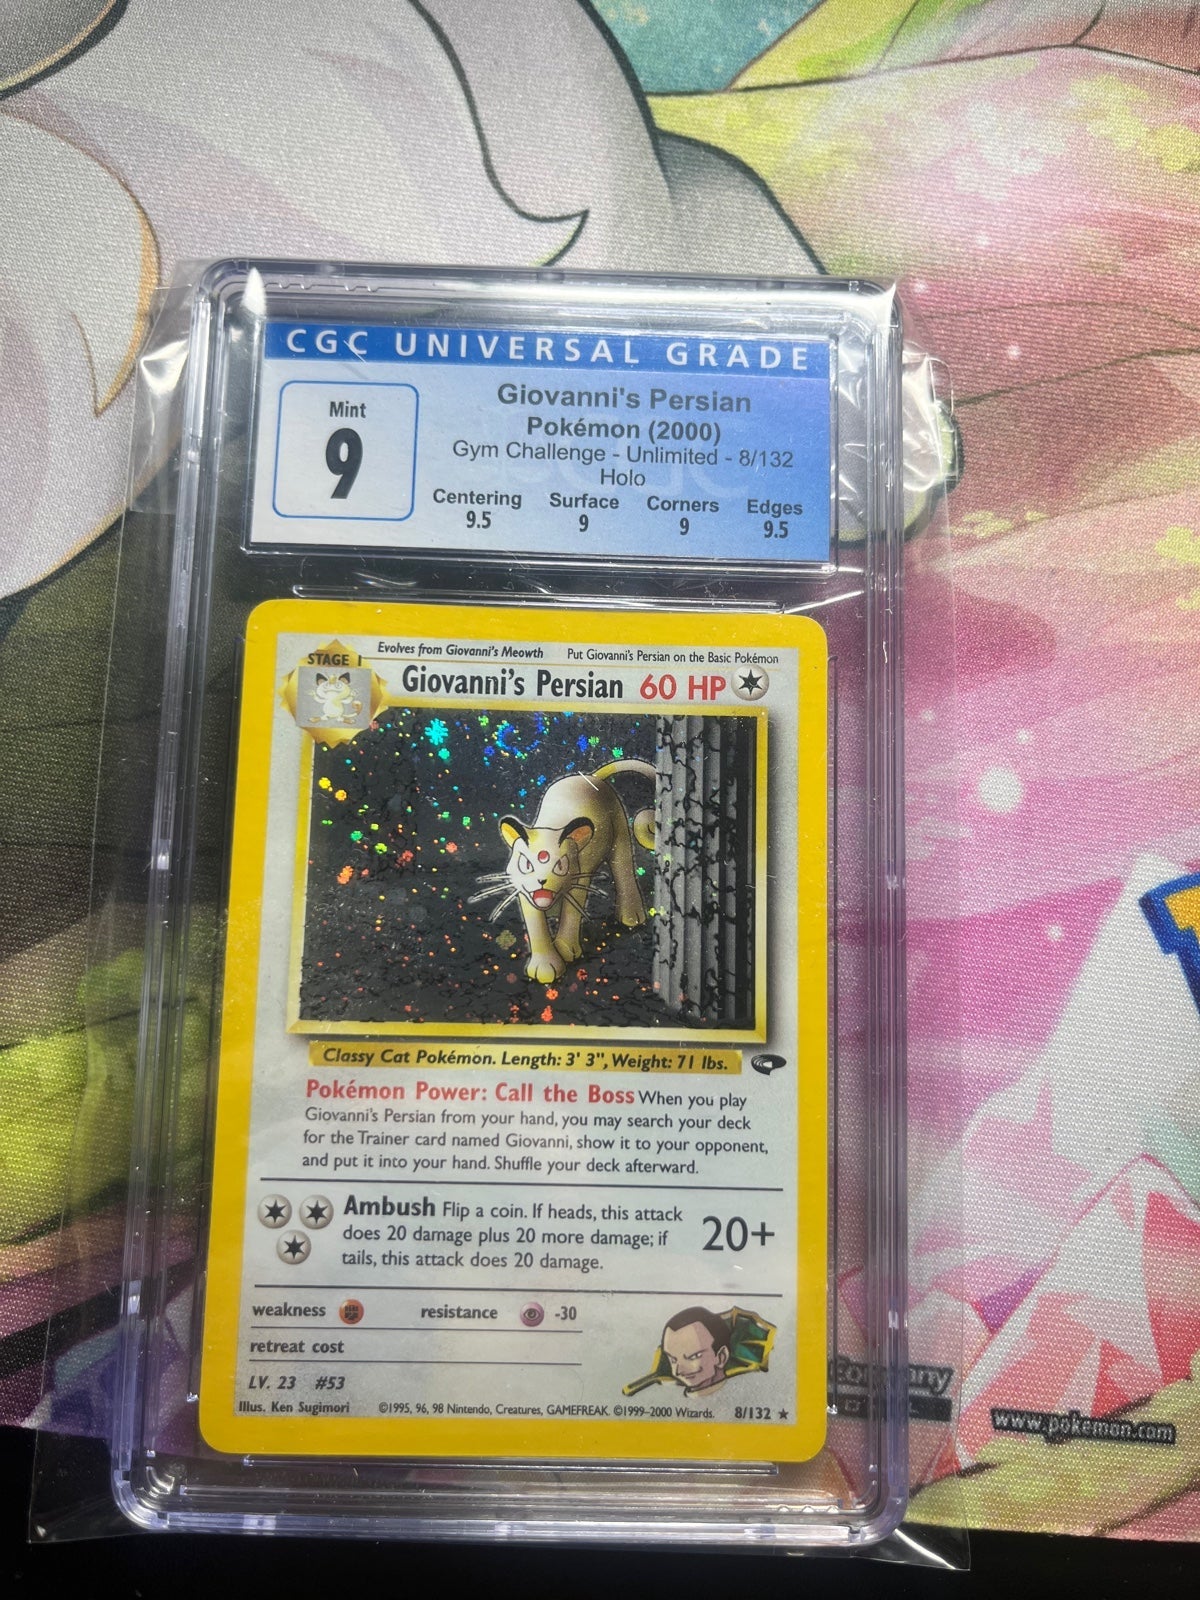 CGC UNIVERSAL GRADE
Mint
9
Giovanni's Persian
Pokémon (2000)
Gym Challenge - Unlimited - 8/132
Holo
Centering Surface Corners Edges
9.5 9 9 9.5
Evolves from Giovanni's Meowth Put Giovanni's Persian on the Basic Pokémon
STAGE 1
Giovanni's Persian 60 HP
Classy Cat Pokémon. Length: 3' 3", Weight: 71 lbs.
Pokémon Power: Call the Boss When you play
Giovanni's Persian from your hand, you may search your deck
for the Trainer card named Giovanni, show it to your opponent,
and put it into your hand. Shuffle your deck afterward.
Ambush Flip a coin. If heads, this attack
does 20 damage plus 20 more damage; if
tails, this attack does 20 damage.
20+
weakness resistance -30
retreat cost
LV. 23 #53
Illus. Ken Sugimori ©1995, 96, 98 Nintendo, Creatures, GAMEFREAK. ©1999-2000 Wizards. 8/132 ★
www.pokemon.com